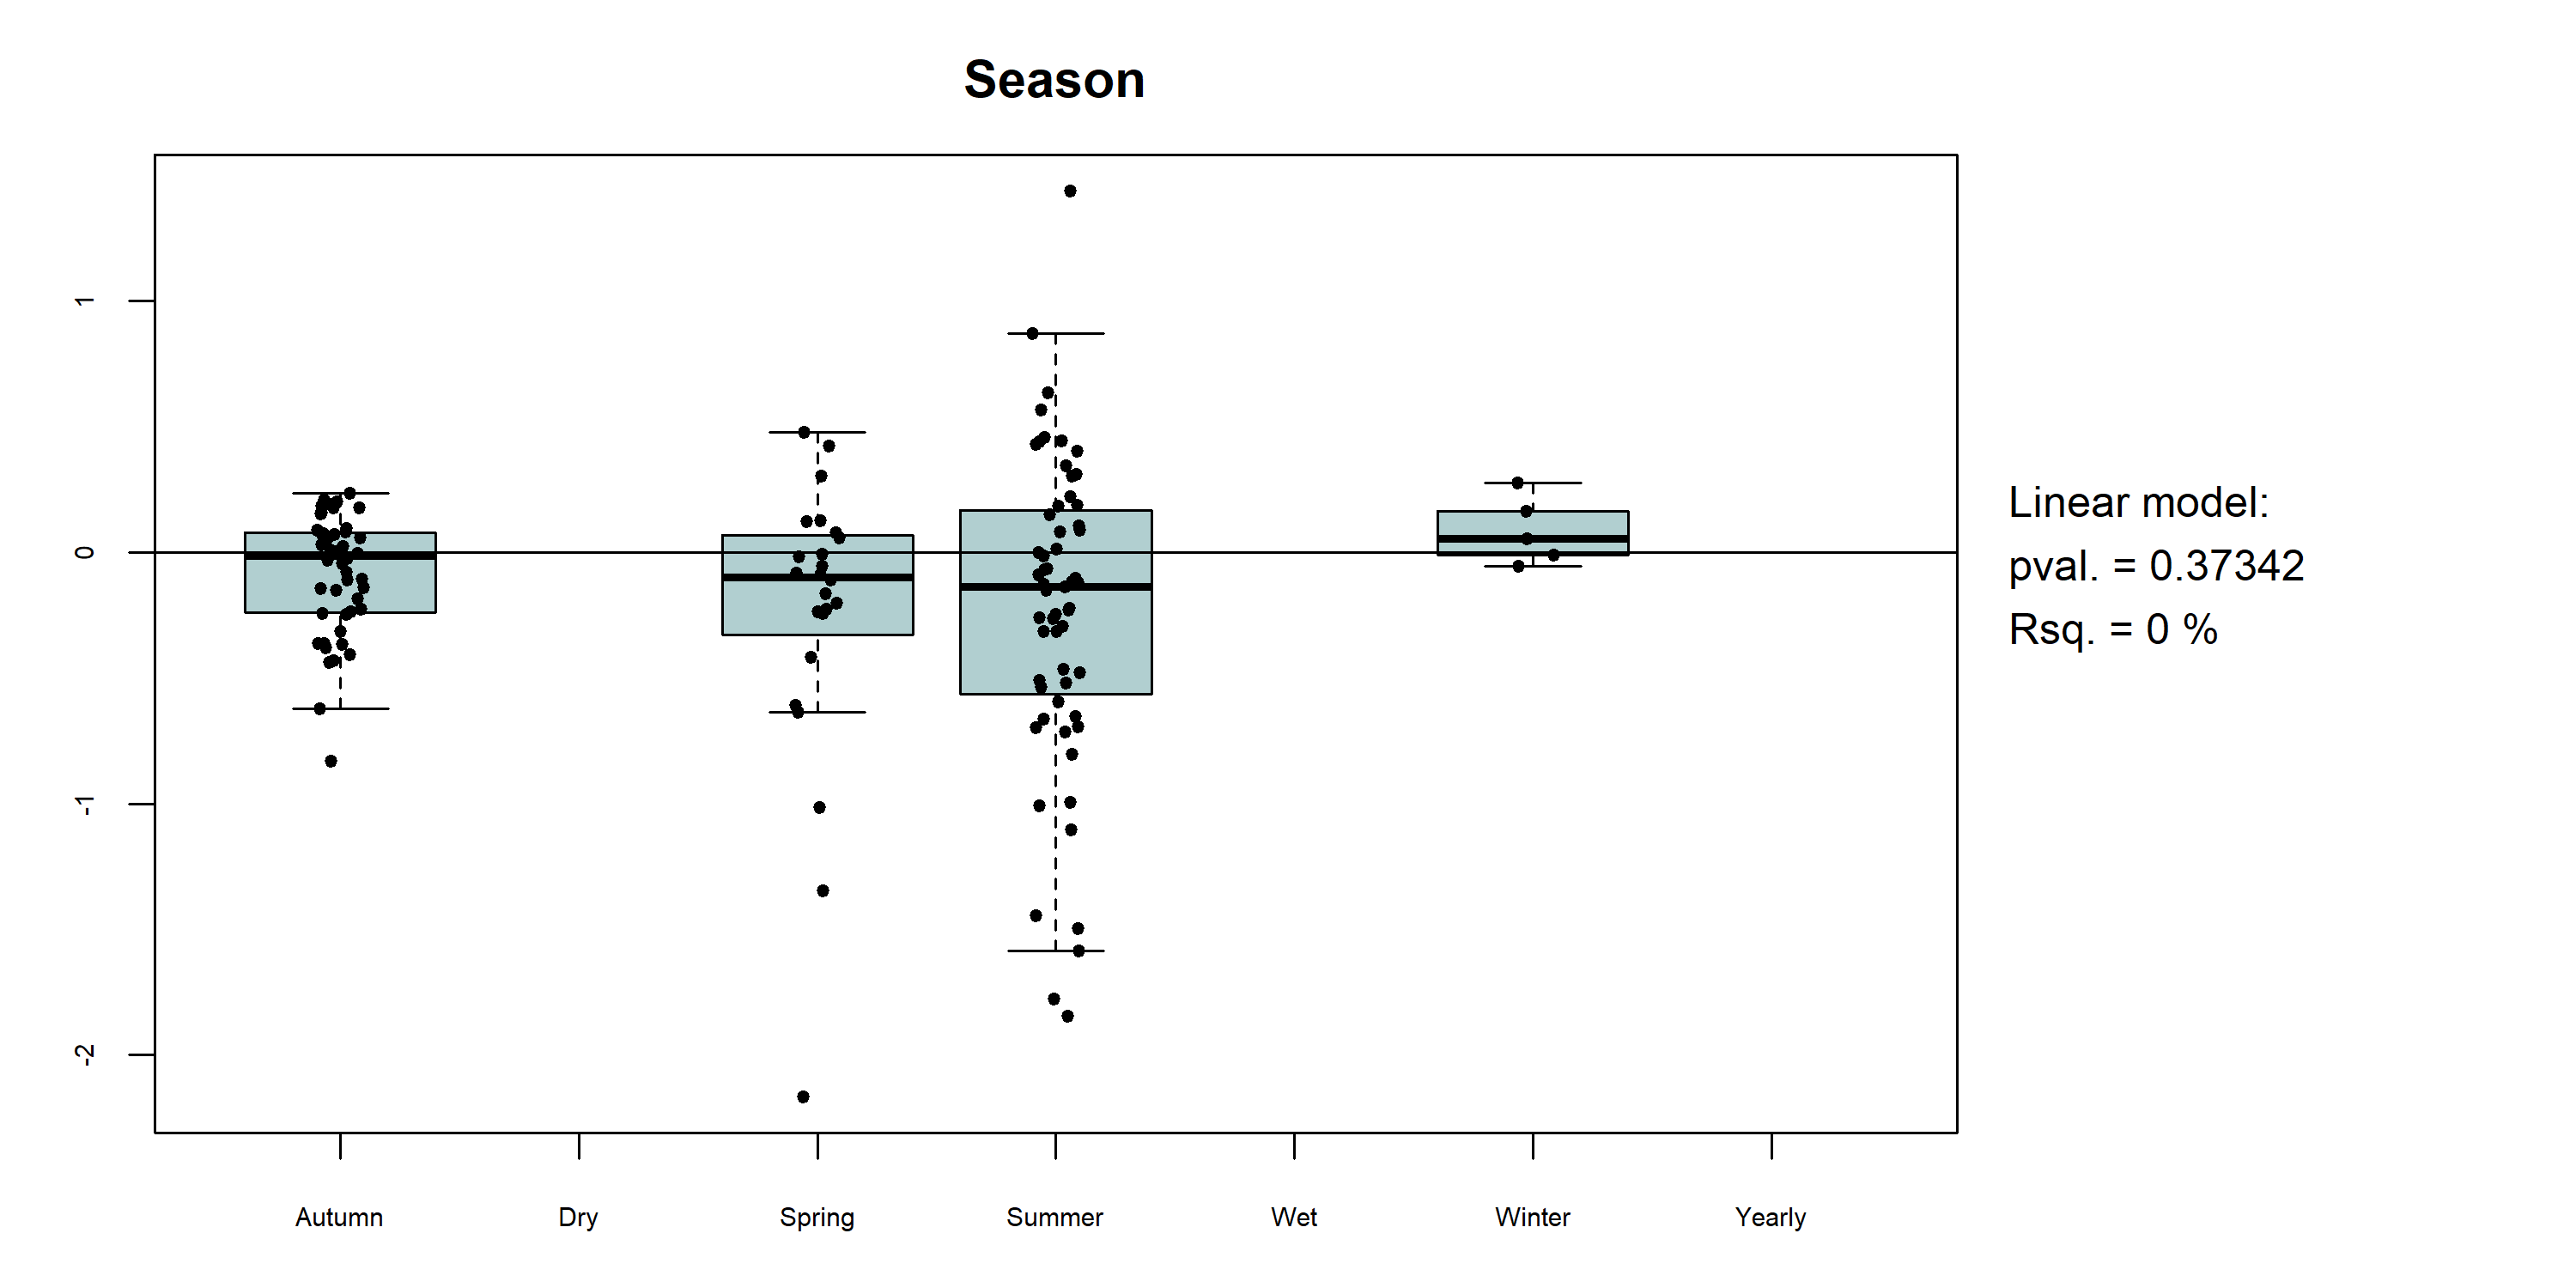 Season
1
0
-1
-2
Autumn Dry Spring Summer Wet Winter Yearly
Linear model:
pval. = 0.37342
Rsq. = 0 %